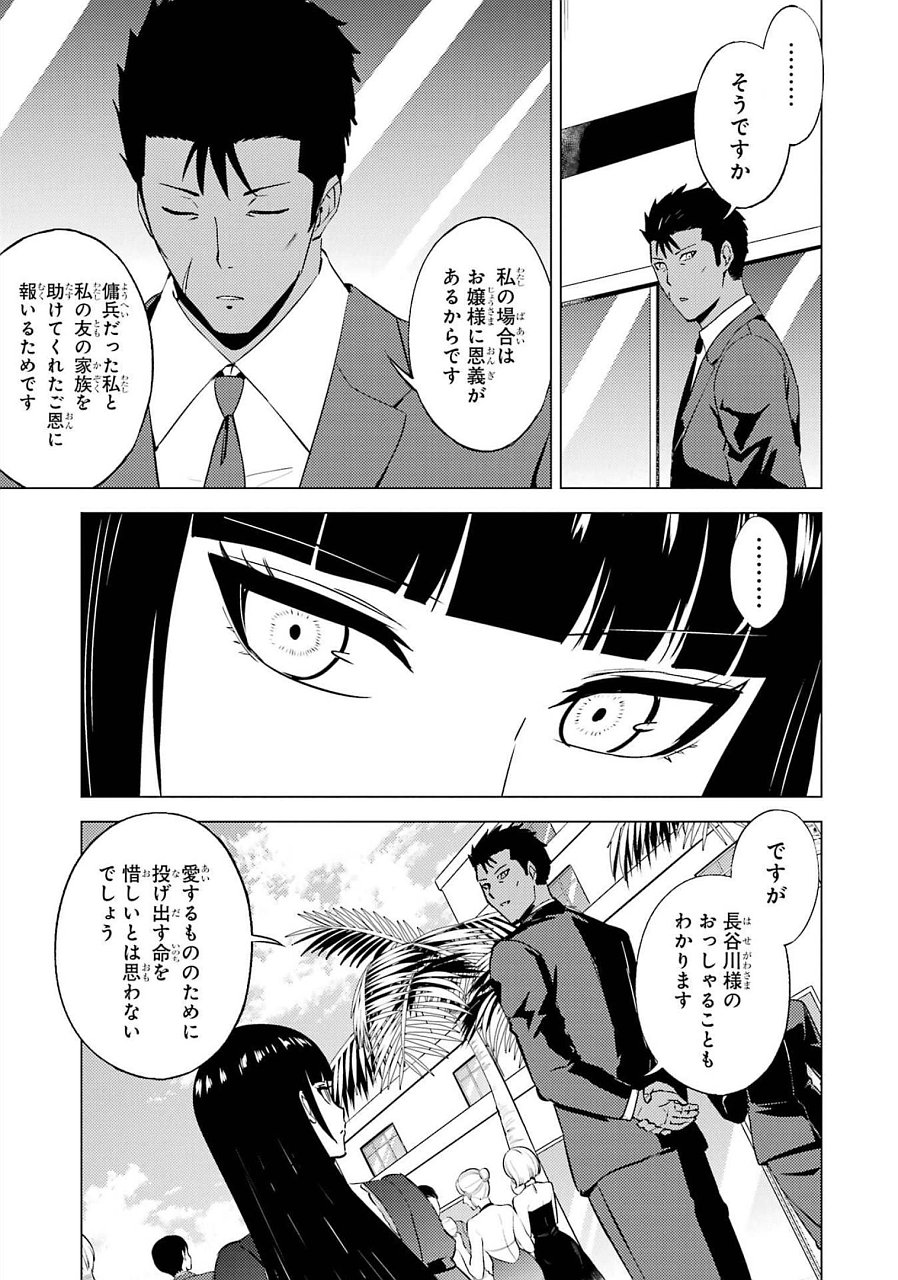 ………
そうですか
私の場合は
お嬢様に恩義が
あるからです
傭兵だった私と
私の友の家族を
助けてくれたご恩に
報いるためです
………
ですが
長谷川様の
おっしゃることも
わかります
愛するもののために
投げ出す命を
惜しいとは思わない
でしょう